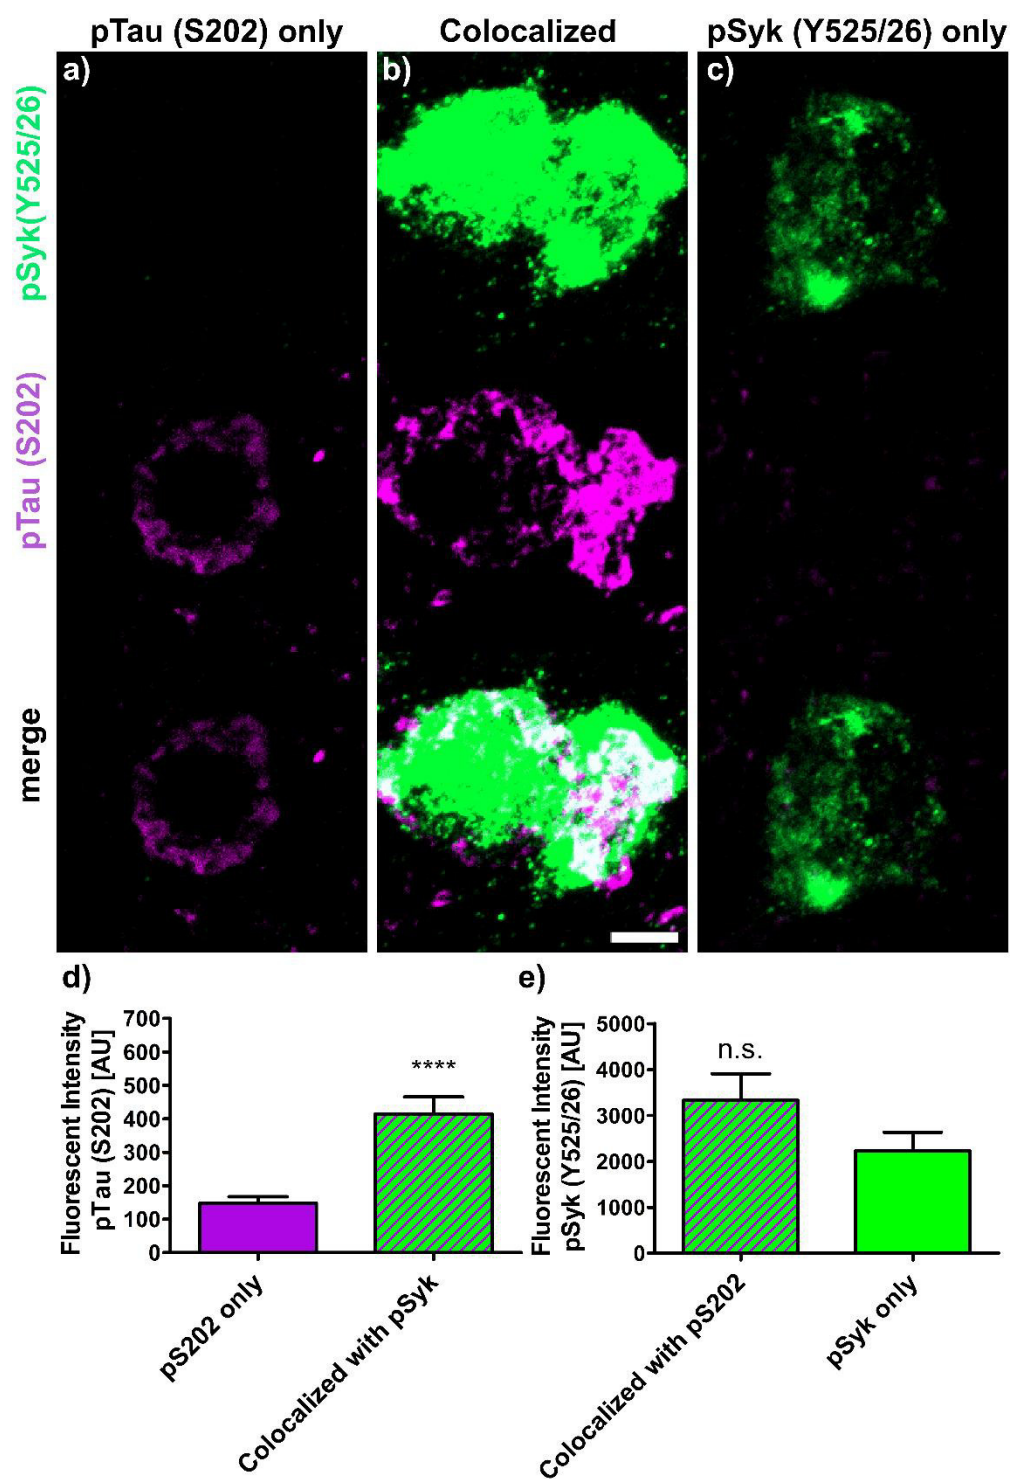 pTau (S202) only
Colocalized
pSyk (Y525/26) only
a)
b)
c)
pSyk(Y525/26)
pTau (S202)
merge
d)
e)
Fluorescent Intensity
pTau (S202) [AU]
700
600
500
400
300
200
100
0
****
pS202 only
Colocalized with pSyk
Fluorescent Intensity
pSyk (Y525/26) [AU]
5000
4000
3000
2000
1000
0
n.s.
Colocalized with pS202
pSyk only